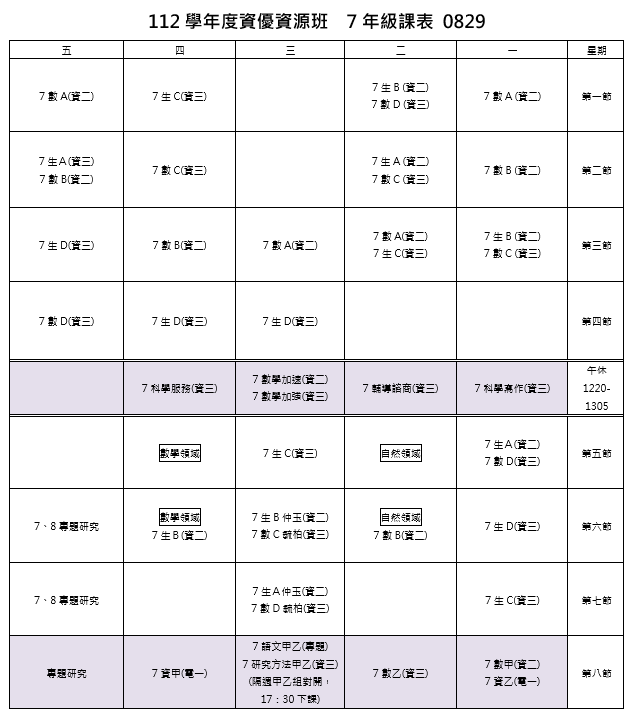 112 學年度資優資源班　7 年級課表 0829
五 四 三 二 一 星期
7 數 A(資二) 7 生 C(資三) 7 生 B (資二) 7 數 A (資二) 第一節
7 數 D (資三)
7 生 A(資三) 7 數 C(資三) 7 生 A (資二) 7 數 B (資二) 第二節
7 數 B(資二) 7 數 C (資三)
7 生 D(資三) 7 數 B(資二) 7 數 A(資二) 7 數 A(資二) 7 生 B (資二) 第三節
7 生 C(資三) 7 數 C (資三)
7 數 D(資三) 7 生 D(資三) 7 生 D(資三) 第四節
7 科學服務(資三) 7 數學加速(資二) 7 輔導諮商(資三) 7 科學寫作(資三) 午休
7 數學加強(資三) 1220-
1305
數學領域 7 生 C(資三) 自然領域 7 生 A(資二) 第五節
7 數 D(資三)
7、8 專題研究 數學領域 7 生 B 仲玉(資二) 自然領域 7 生 D(資三) 第六節
7 生 B (資二) 7 數 C 毓柏(資三) 7 數 B(資二)
7、8 專題研究 7 生 A 仲玉(資二) 7 生 C(資三) 第七節
7 數 D 毓柏(資三)
專題研究 7 資甲(電一) 7 語文甲乙(專題) 7 數乙(資三) 7 數甲(資二) 第八節
7 研究方法甲乙(資三) 7 資乙(電一)
(隔週甲乙組對開，
17：30 下課)